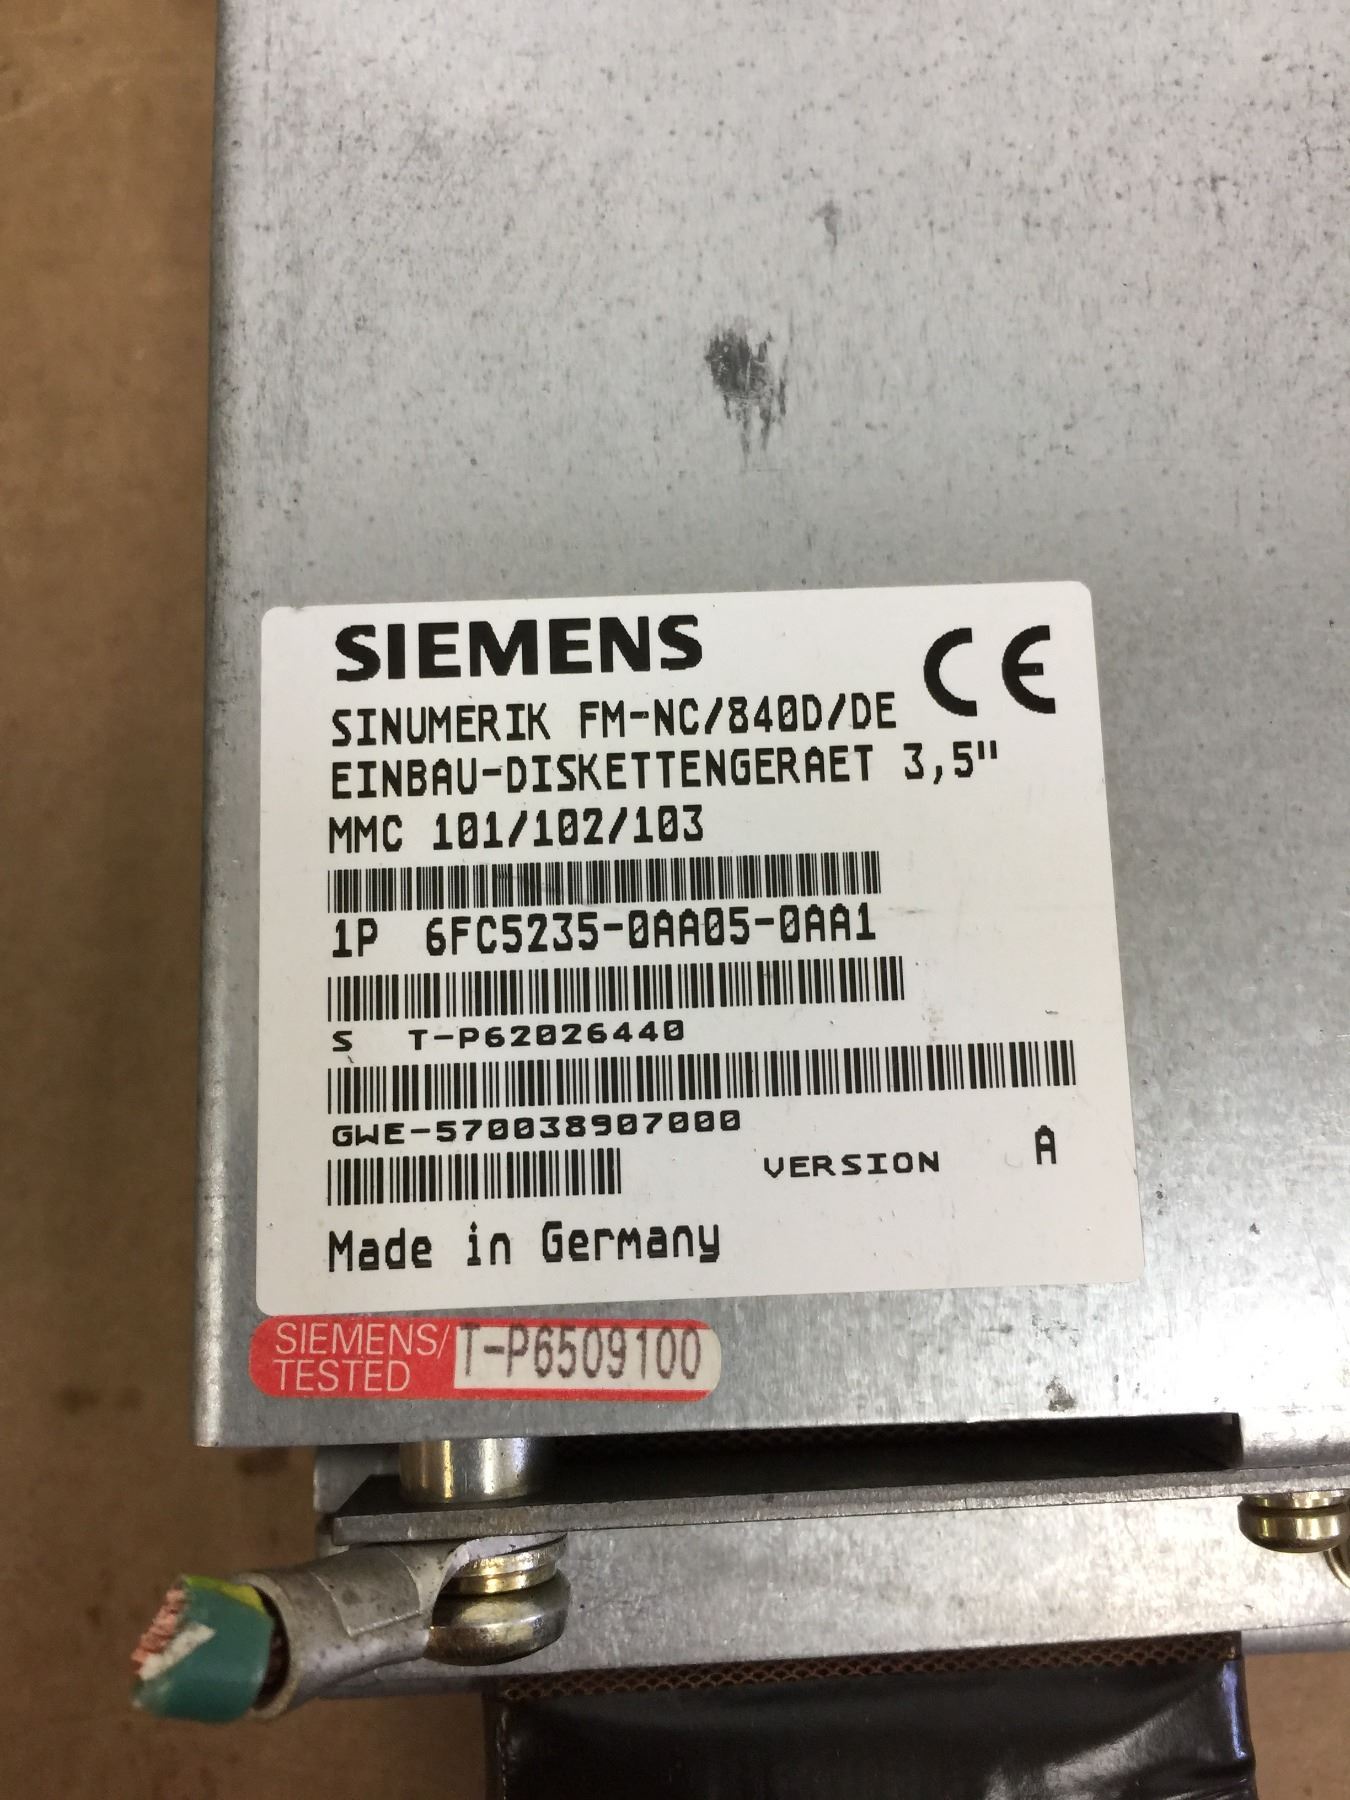 SIEMENS
CE
SINUMERIK FM-NC/840D/DE
EINBAU-DISKETTENGERAET 3,5"
MMC 101/102/103
1P 6FC5235-0AA05-0AA1
S T-P62026440
GWE-570038907000
VERSION A
Made in Germany
SIEMENS/
TESTED
T-P6509100